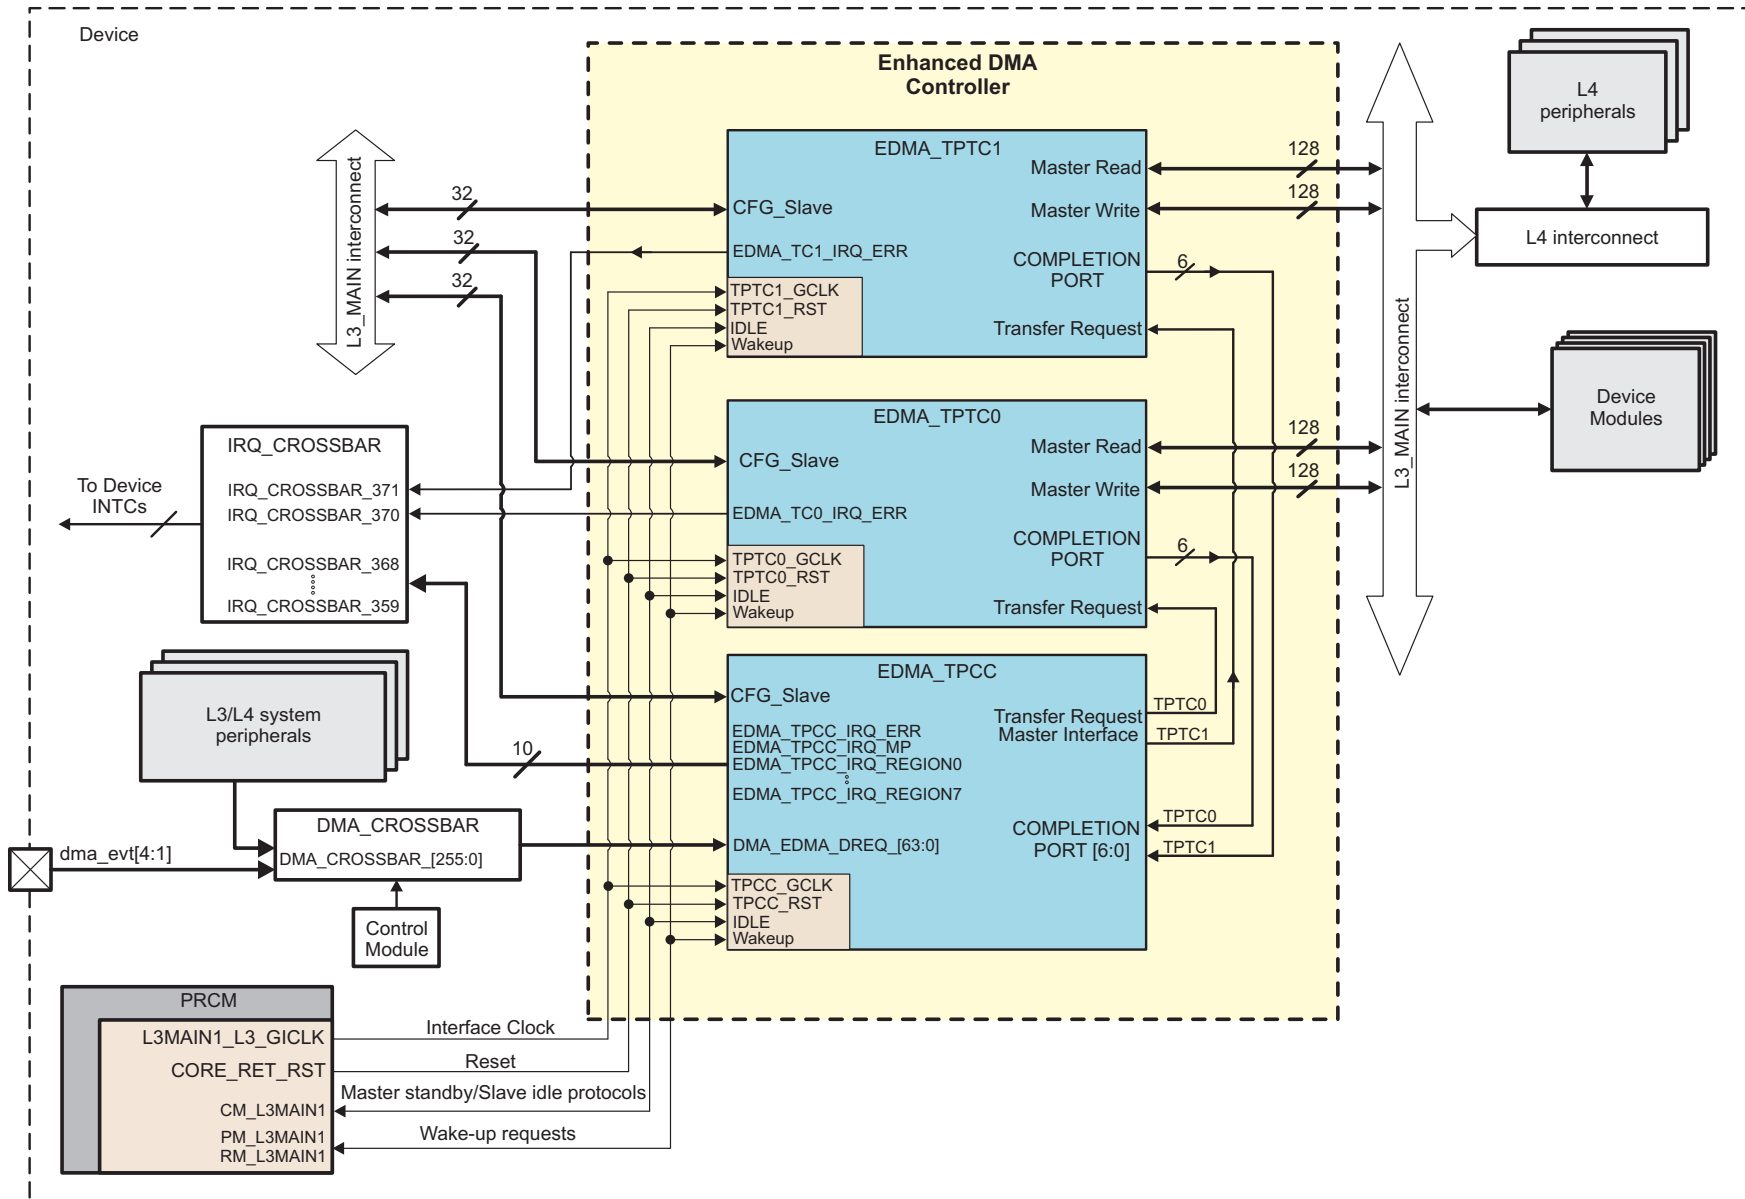 Device
Enhanced DMA
Controller
L4
peripherals
L4 interconnect
L3_MAIN interconnect
Device
Modules
L3_MAIN interconnect
32
32
32
128
128
EDMA_TPTC1
Master Read
Master Write
CFG_Slave
EDMA_TC1_IRQ_ERR
COMPLETION
PORT
6
TPTC1_GCLK
TPTC1_RST
IDLE
Wakeup
Transfer Request
EDMA_TPTC0
Master Read
128
CFG_Slave
Master Write
128
EDMA_TC0_IRQ_ERR
COMPLETION
PORT
6
TPTC0_GCLK
TPTC0_RST
IDLE
Wakeup
Transfer Request
IRQ_CROSSBAR
IRQ_CROSSBAR_371
IRQ_CROSSBAR_370
IRQ_CROSSBAR_368
IRQ_CROSSBAR_359
To Device
INTCs
EDMA_TPCC
CFG_Slave
Transfer Request
Master Interface
TPTC0
TPTC1
EDMA_TPCC_IRQ_ERR
EDMA_TPCC_IRQ_MP
EDMA_TPCC_IRQ_REGION0
EDMA_TPCC_IRQ_REGION7
10
COMPLETION
PORT [6:0]
TPTC0
TPTC1
DMA_EDMA_DREQ_[63:0]
TPCC_GCLK
TPCC_RST
IDLE
Wakeup
L3/L4 system
peripherals
DMA_CROSSBAR
DMA_CROSSBAR_[255:0]
dma_evt[4:1]
Control
Module
PRCM
L3MAIN1_L3_GICLK
CORE_RET_RST
CM_L3MAIN1
PM_L3MAIN1
RM_L3MAIN1
Interface Clock
Reset
Master standby/Slave idle protocols
Wake-up requests